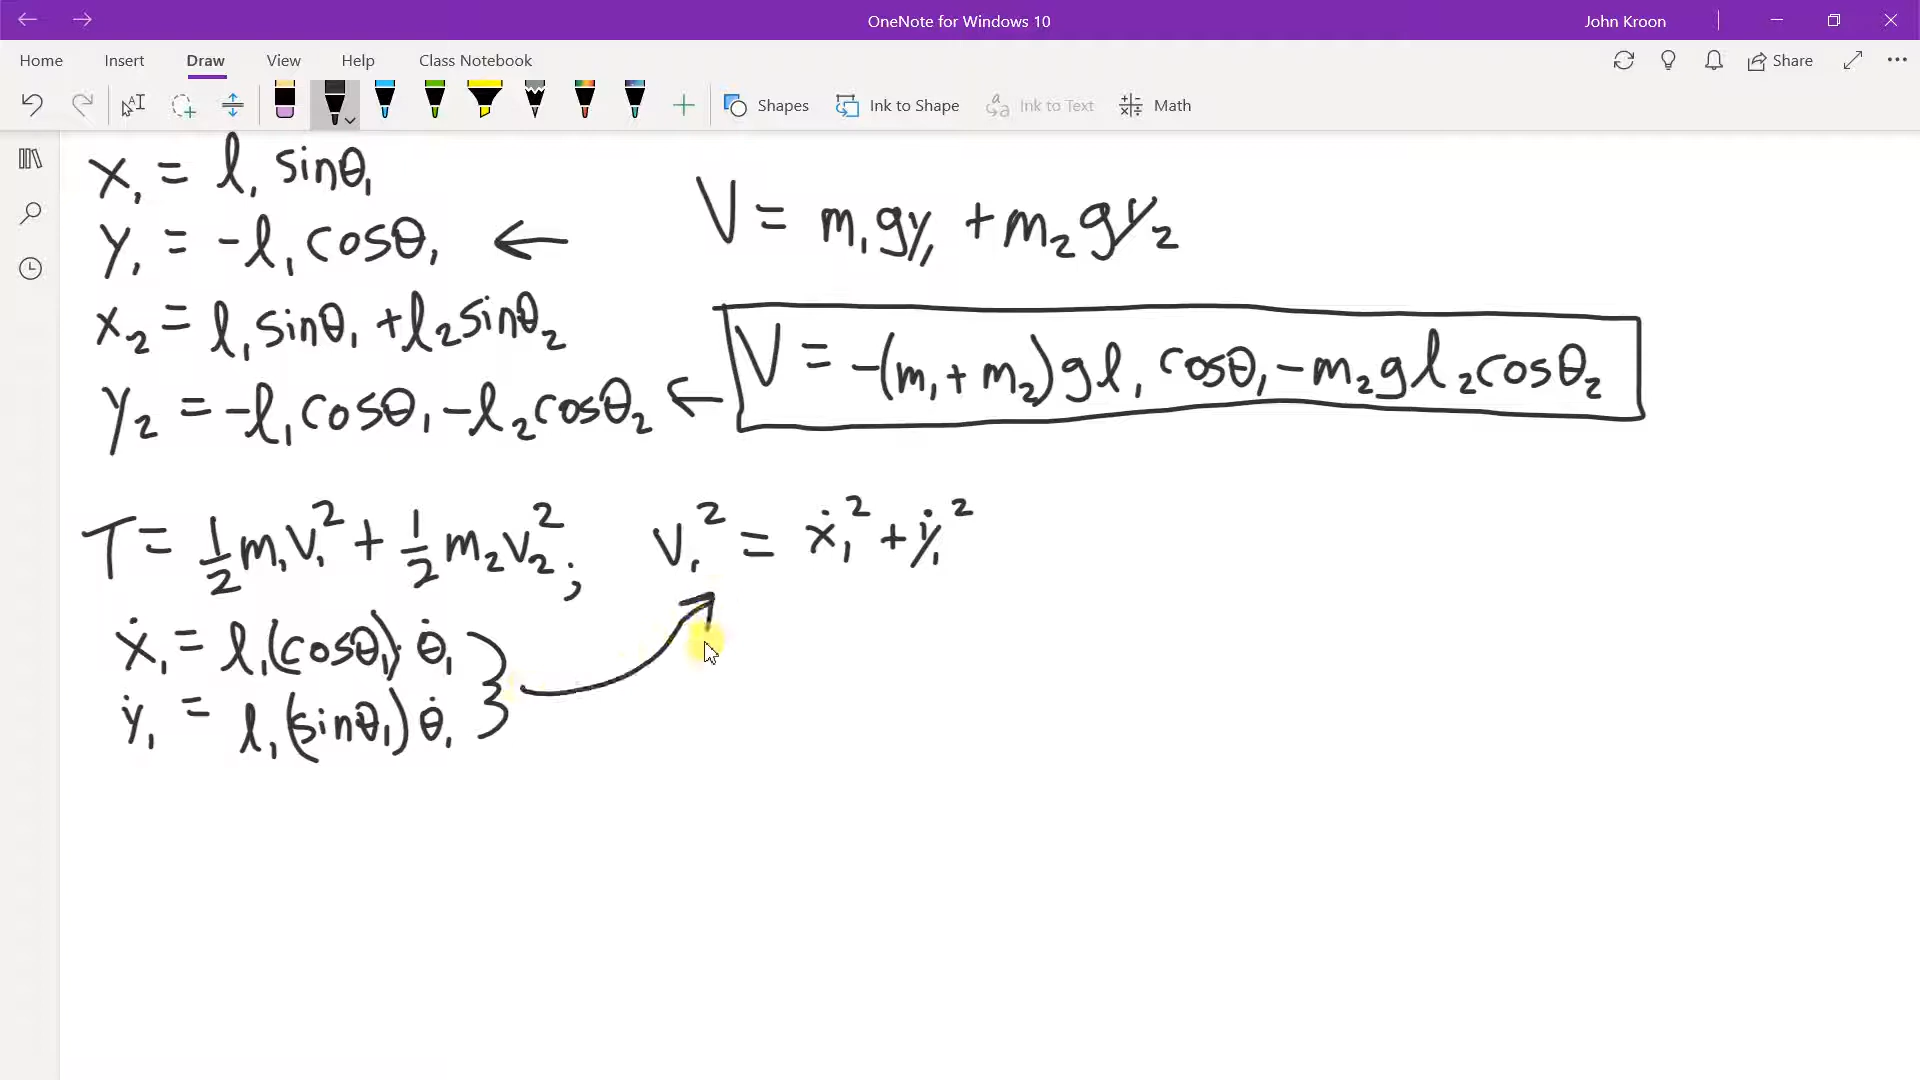 OneNote for Windows 10
John Kroon
Home Insert Draw View Help Class Notebook
Share
Shapes Ink to Shape Ink to Text Math
x₁ = l₁ sinθ₁
y₁ = -l₁ cosθ₁ ←
x₂ = l₁ sinθ₁ + l₂ sinθ₂
y₂ = -l₁ cosθ₁ - l₂ cosθ₂ ←
V = m₁gy₁ + m₂gy₂
V = -(m₁ + m₂)gl₁ cosθ₁ - m₂gl₂ cosθ₂
T = ½m₁v₁² + ½m₂v₂²; v₁² = ẋ₁² + ẏ₁²
ẋ₁ = l₁(cosθ₁)·θ̇₁
ẏ₁ = l₁(sinθ₁)θ̇₁